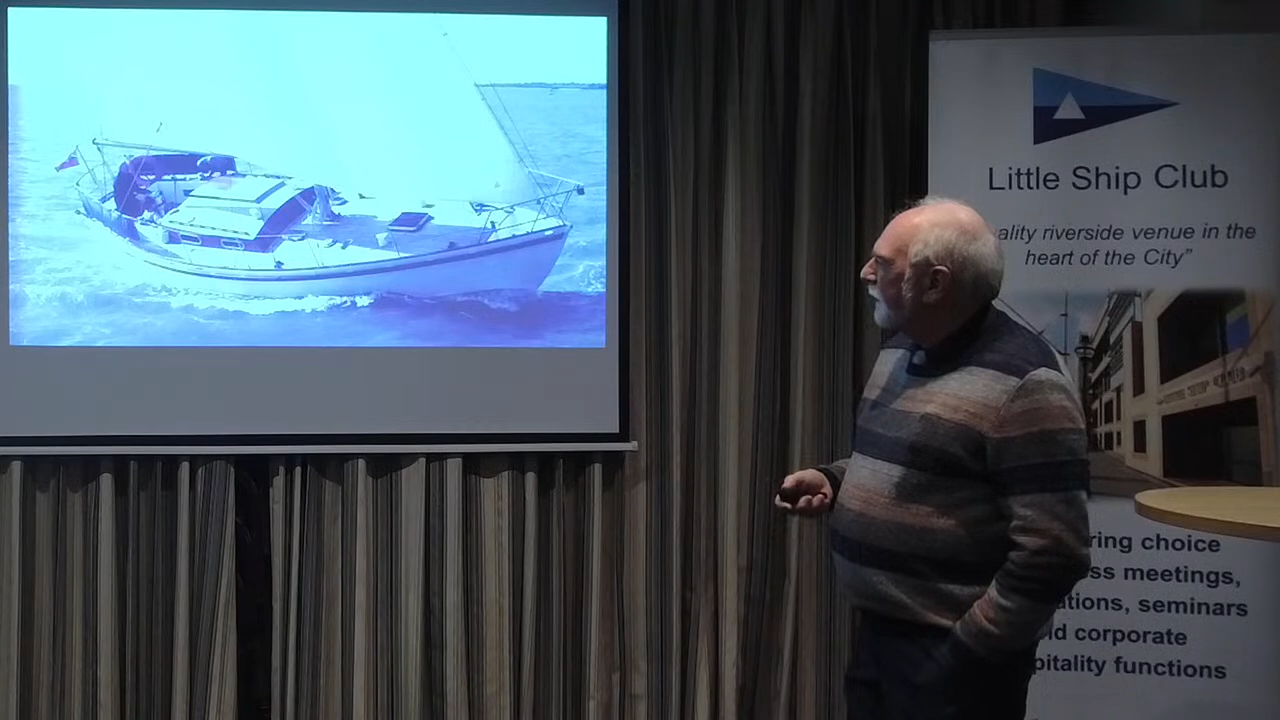 Little Ship Club
ality riverside venue in the
heart of the City”
ring choice
ss meetings,
ations, seminars
d corporate
pitality functions